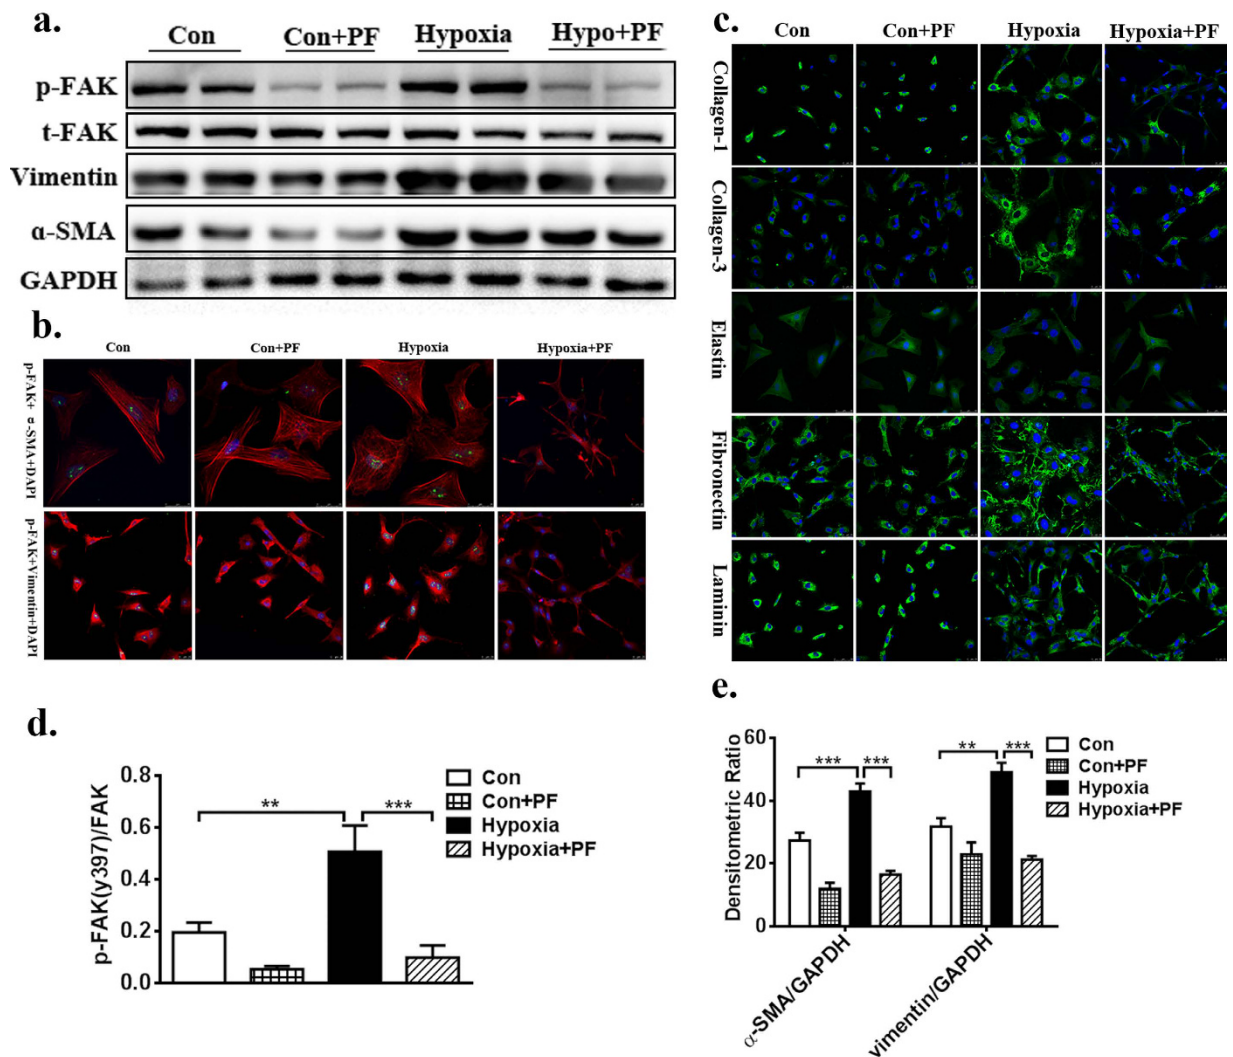 a.
Con Con+PF Hypoxia Hypo+PF
p-FAK
t-FAK
Vimentin
α-SMA
GAPDH
b.
Con Con+PF Hypoxia Hypoxia+PF
p-FAK+ α-SMA+DAPI
p-FAK+Vimentin+DAPI
c.
Con Con+PF Hypoxia Hypoxia+PF
Collagen-1
Collagen-3
Elastin
Fibronectin
Laminin
d.
p-FAK(y397)/FAK
0.8
0.6
0.4
0.2
0.0
** ***
Con
Con+PF
Hypoxia
Hypoxia+PF
e.
Densitometric Ratio
60
40
20
0
*** *** ** ***
Con
Con+PF
Hypoxia
Hypoxia+PF
α-SMA/GAPDH
vimentin/GAPDH